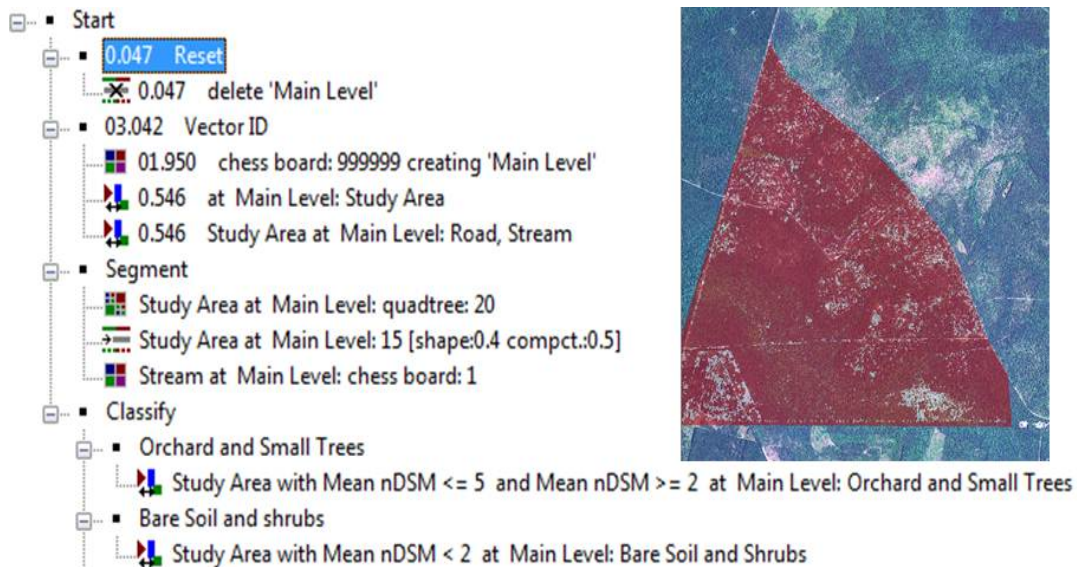 Start
0.047 Reset
0.047 delete 'Main Level'
03.042 Vector ID
01.950 chess board: 999999 creating 'Main Level'
0.546 at Main Level: Study Area
0.546 Study Area at Main Level: Road, Stream
Segment
Study Area at Main Level: quadtree: 20
Study Area at Main Level: 15 [shape:0.4 compct.:0.5]
Stream at Main Level: chess board: 1
Classify
Orchard and Small Trees
Study Area with Mean nDSM <= 5 and Mean nDSM >= 2 at Main Level: Orchard and Small Trees
Bare Soil and shrubs
Study Area with Mean nDSM < 2 at Main Level: Bare Soil and Shrubs